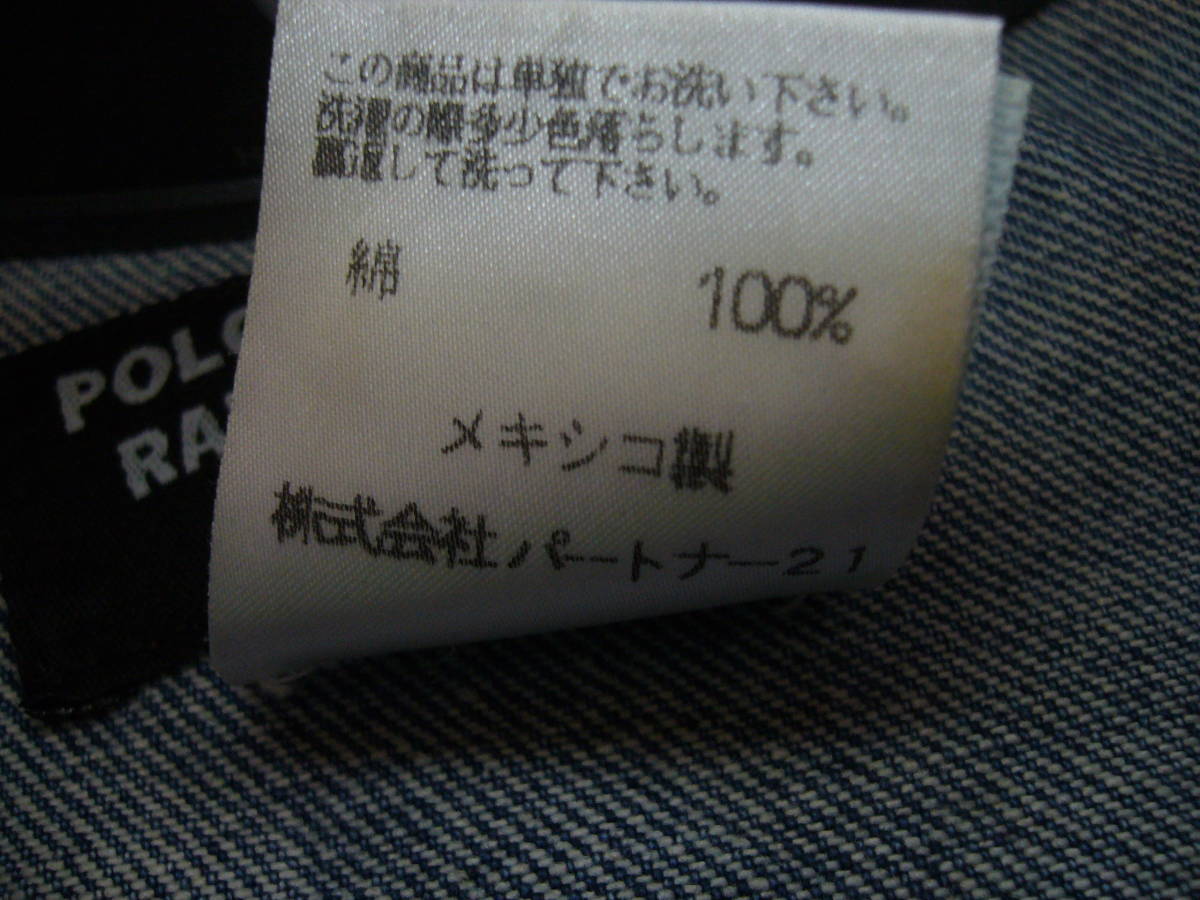 この商品は単独でお洗い下さい。
洗濯の際多少色落ちします。
裏返して洗って下さい。
綿 100%
メキシコ製
株式会社パートナー21
POLO
RA